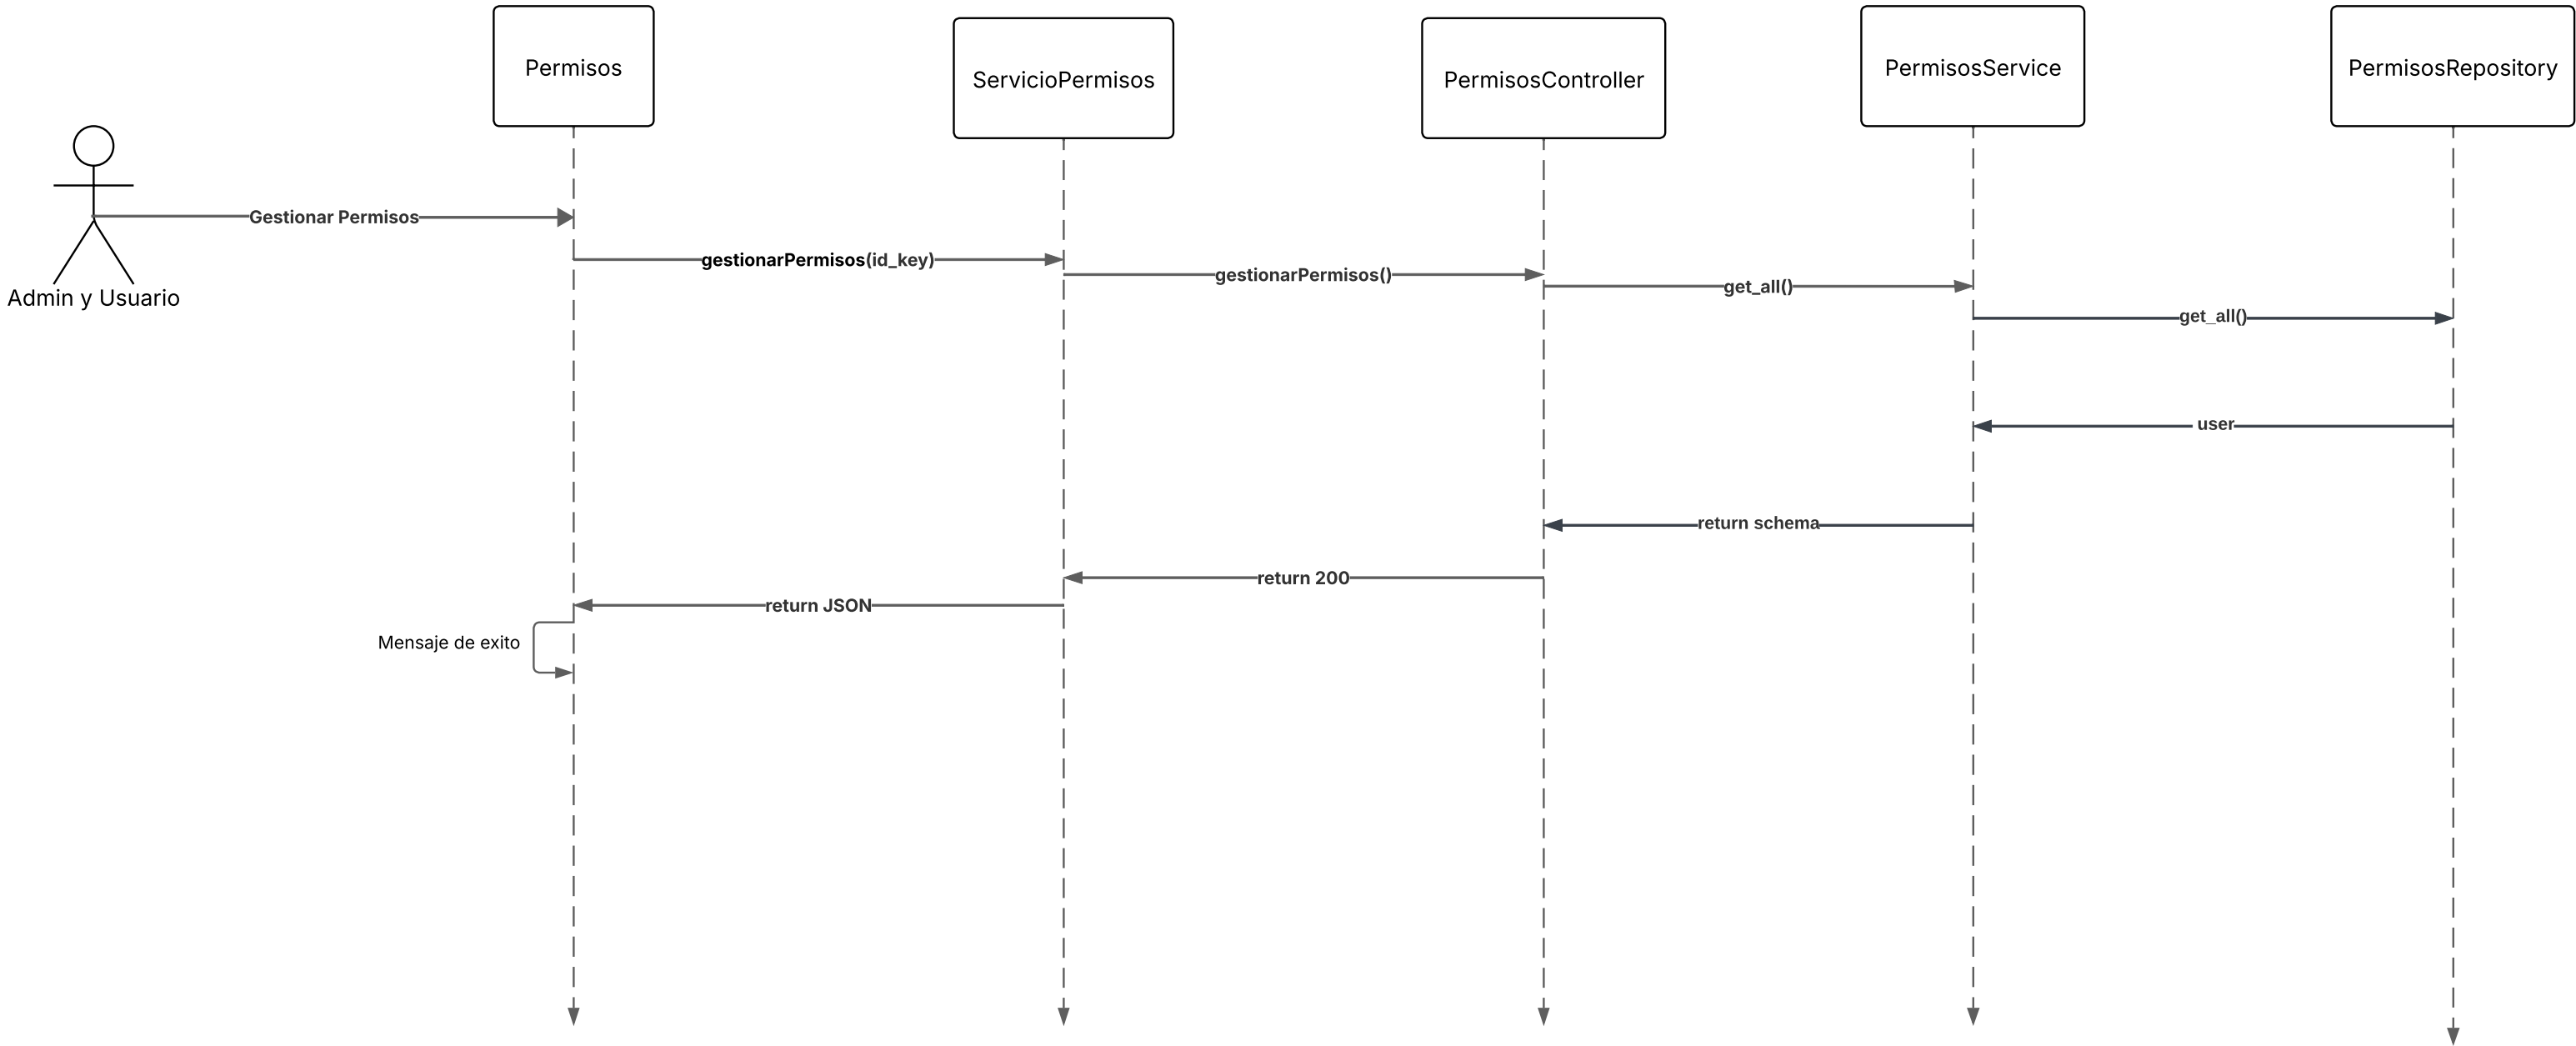 Permisos
ServicioPermisos
PermisosController
PermisosService
PermisosRepository
Admin y Usuario
Gestionar Permisos
gestionarPermisos(id_key)
gestionarPermisos()
get_all()
get_all()
user
return schema
return 200
return JSON
Mensaje de exito